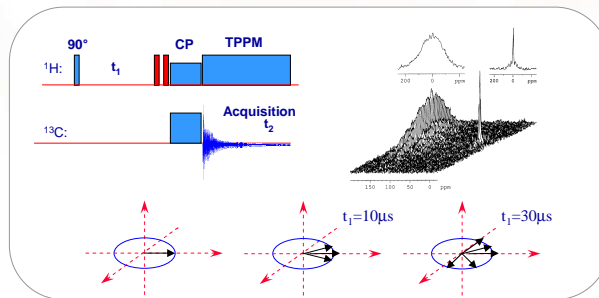 90° CP TPPM
¹H: t₁
¹³C: Acquisition
t₂
200 0 ppm
200 0 ppm
150 100 50 0 ppm
t₁=10μs
t₁=30μs